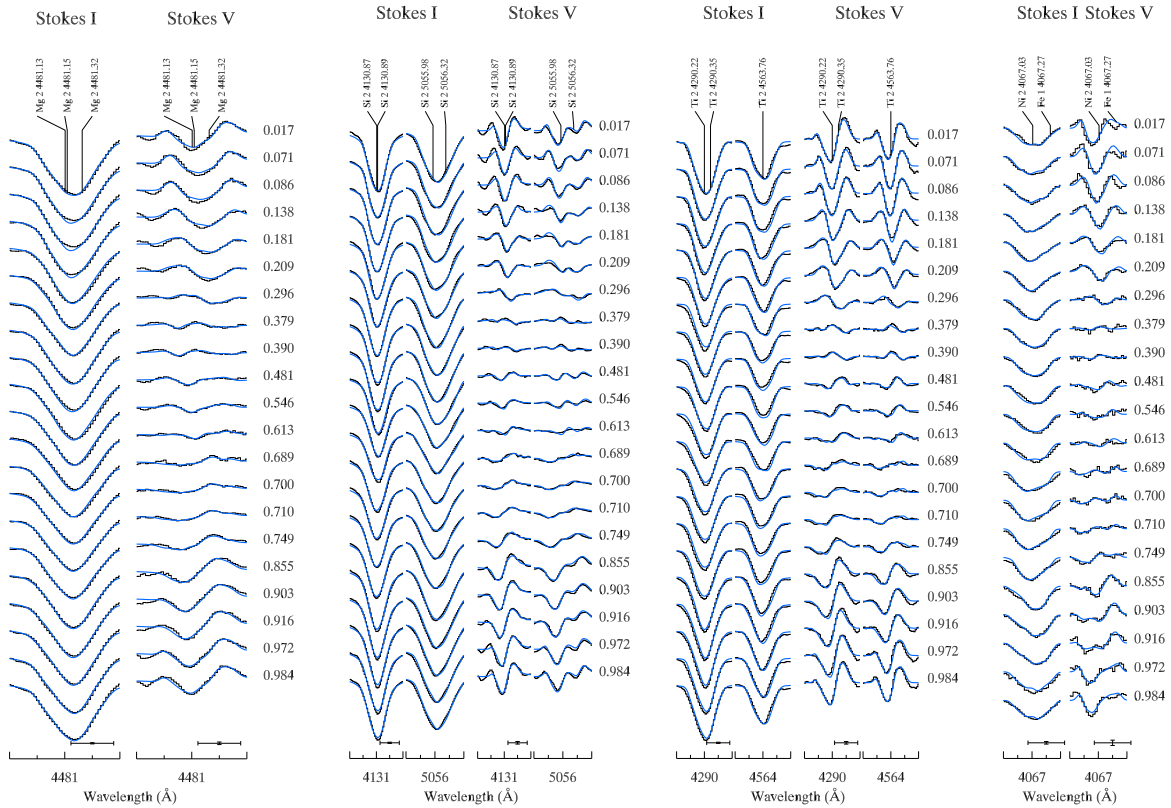 Stokes I Stokes V
Mg 2 4481.13
Mg 2 4481.15
Mg 2 4481.32
Mg 2 4481.13
Mg 2 4481.15
Mg 2 4481.32
0.017
0.071
0.086
0.138
0.181
0.209
0.296
0.379
0.390
0.481
0.546
0.613
0.689
0.700
0.710
0.749
0.855
0.903
0.916
0.972
0.984
4481 4481
Wavelength (Å) Wavelength (Å)
Stokes I Stokes V
Si 2 4130.87
Si 2 4130.89
Si 2 5055.98
Si 2 5056.32
Si 2 4130.87
Si 2 4130.89
Si 2 5055.98
Si 2 5056.32
0.017
0.071
0.086
0.138
0.181
0.209
0.296
0.379
0.390
0.481
0.546
0.613
0.689
0.700
0.710
0.749
0.855
0.903
0.916
0.972
0.984
4131 5056 4131 5056
Wavelength (Å) Wavelength (Å)
Stokes I Stokes V
Ti 2 4290.22
Ti 2 4290.35
Ti 2 4563.76
Ti 2 4290.22
Ti 2 4290.35
Ti 2 4563.76
0.017
0.071
0.086
0.138
0.181
0.209
0.296
0.379
0.390
0.481
0.546
0.613
0.689
0.700
0.710
0.749
0.855
0.903
0.916
0.972
0.984
4290 4564 4290 4564
Wavelength (Å) Wavelength (Å)
Stokes I Stokes V
Ni 2 4067.03
Fe 1 4067.27
Ni 2 4067.03
Fe 1 4067.27
0.017
0.071
0.086
0.138
0.181
0.209
0.296
0.379
0.390
0.481
0.546
0.613
0.689
0.700
0.710
0.749
0.855
0.903
0.916
0.972
0.984
4067 4067
Wavelength (Å)